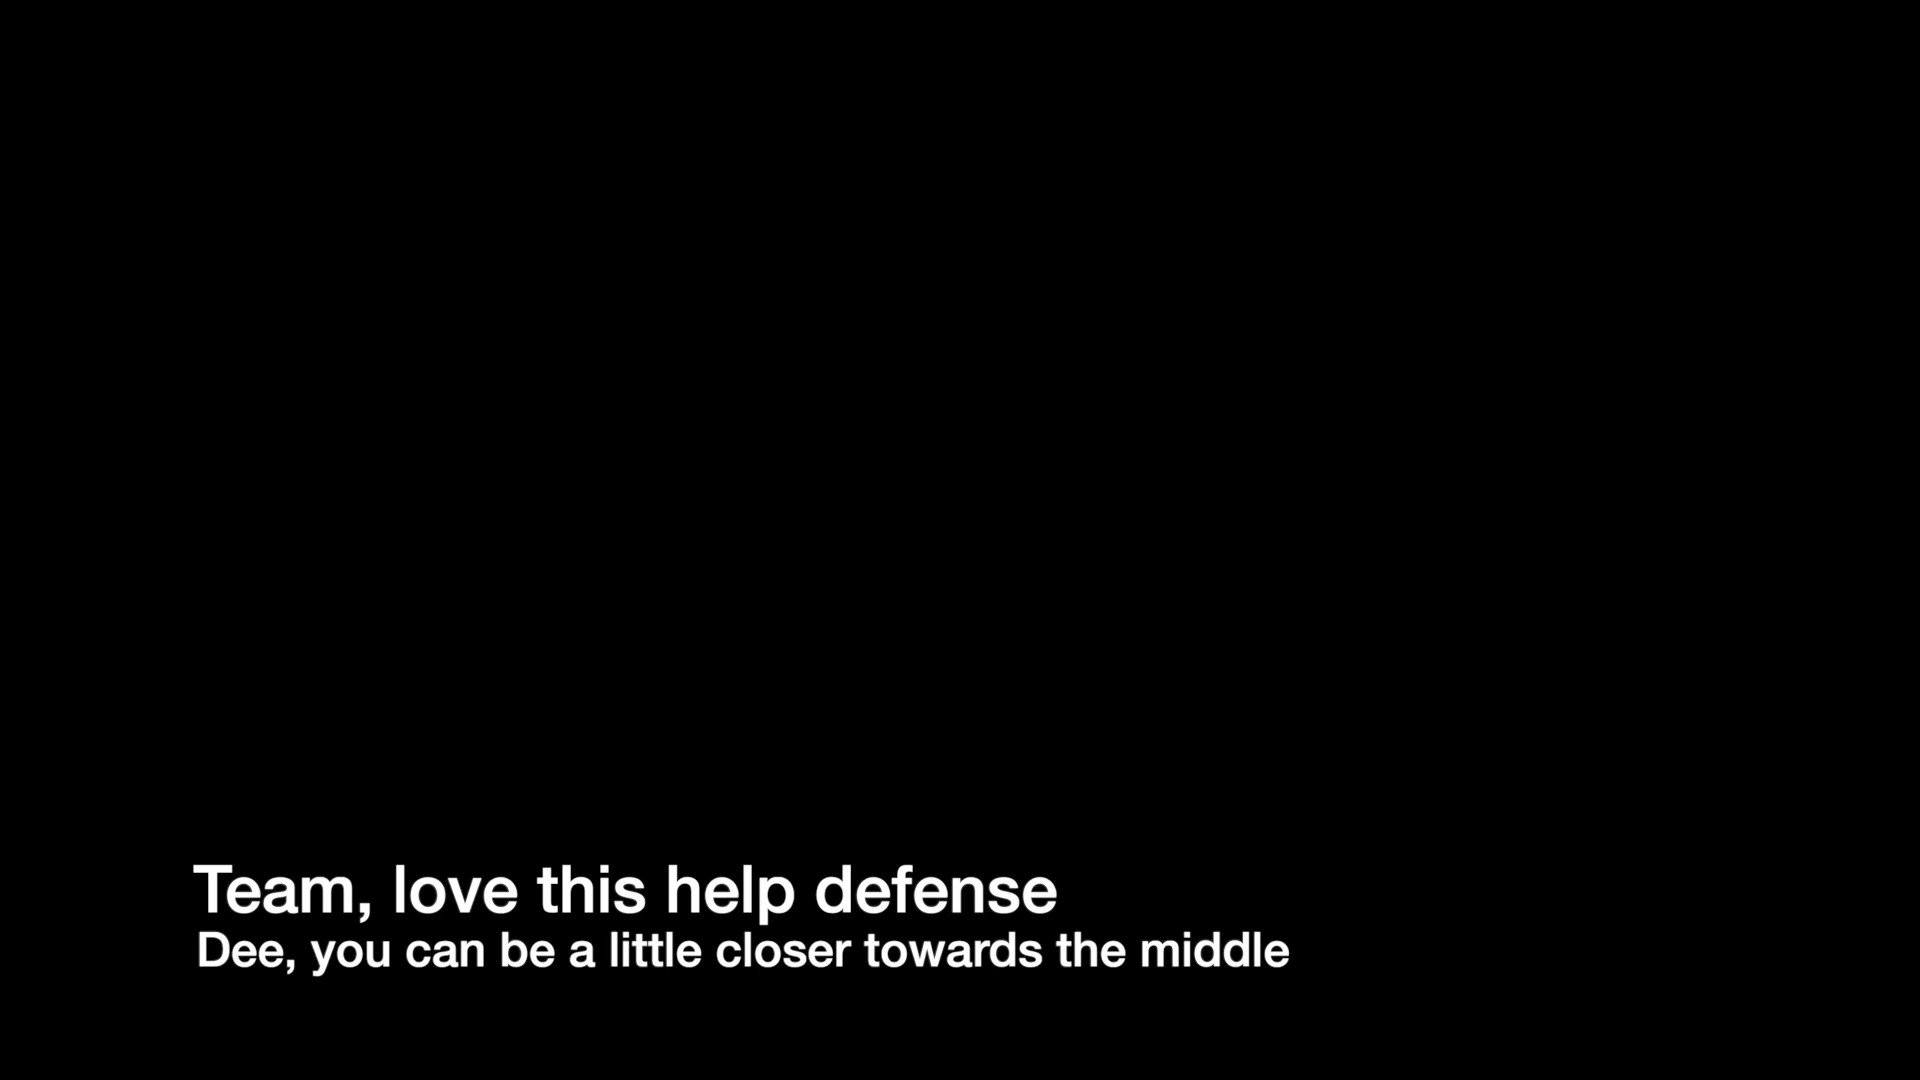 Team, love this help defense
Dee, you can be a little closer towards the middle